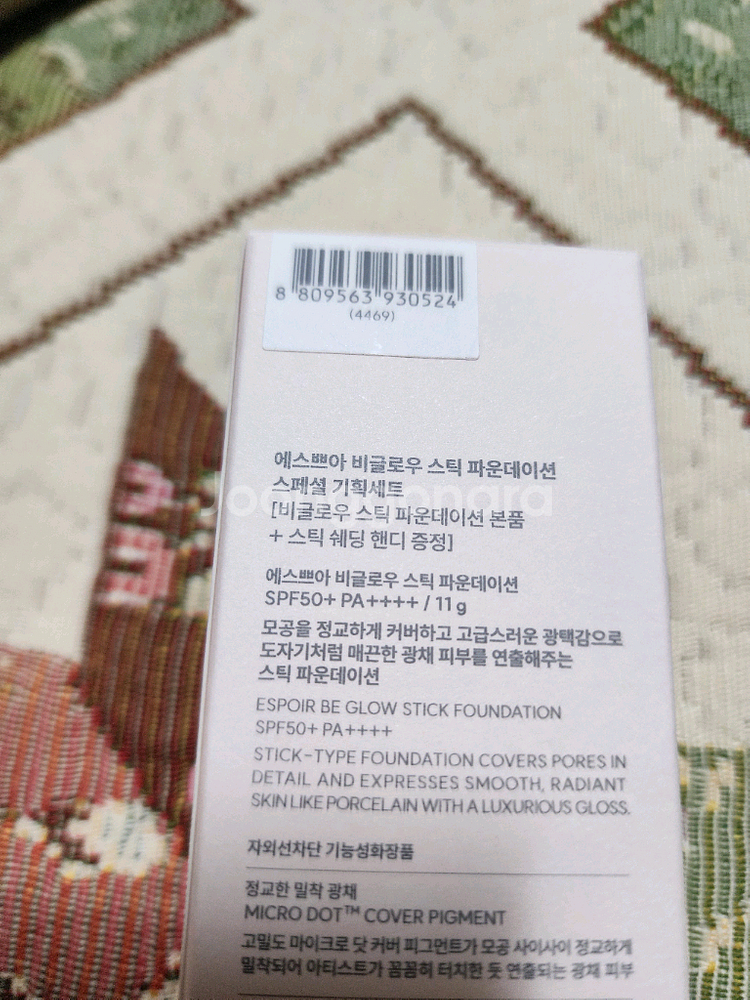 8 809563 930524
(4469)
에스쁘아 비글로우 스틱 파운데이션
스페셜 기획세트
Joonggonara
[비글로우 스틱 파운데이션 본품
+ 스틱 쉐딩 핸디 증정]
에스쁘아 비글로우 스틱 파운데이션
SPF50+ PA++++ / 11 g
모공을 정교하게 커버하고 고급스러운 광택감으로
도자기처럼 매끈한 광채 피부를 연출해주는
스틱 파운데이션
ESPOIR BE GLOW STICK FOUNDATION
SPF50+ PA++++
STICK-TYPE FOUNDATION COVERS PORES IN
DETAIL AND EXPRESSES SMOOTH, RADIANT
SKIN LIKE PORCELAIN WITH A LUXURIOUS GLOSS.
자외선차단 기능성화장품
정교한 밀착 광채
MICRO DOT™ COVER PIGMENT
고밀도 마이크로 닷 커버 피그먼트가 모공 사이사이 정교하게
밀착되어 아티스트가 꼼꼼히 터치한 듯 연출되는 광채 피부